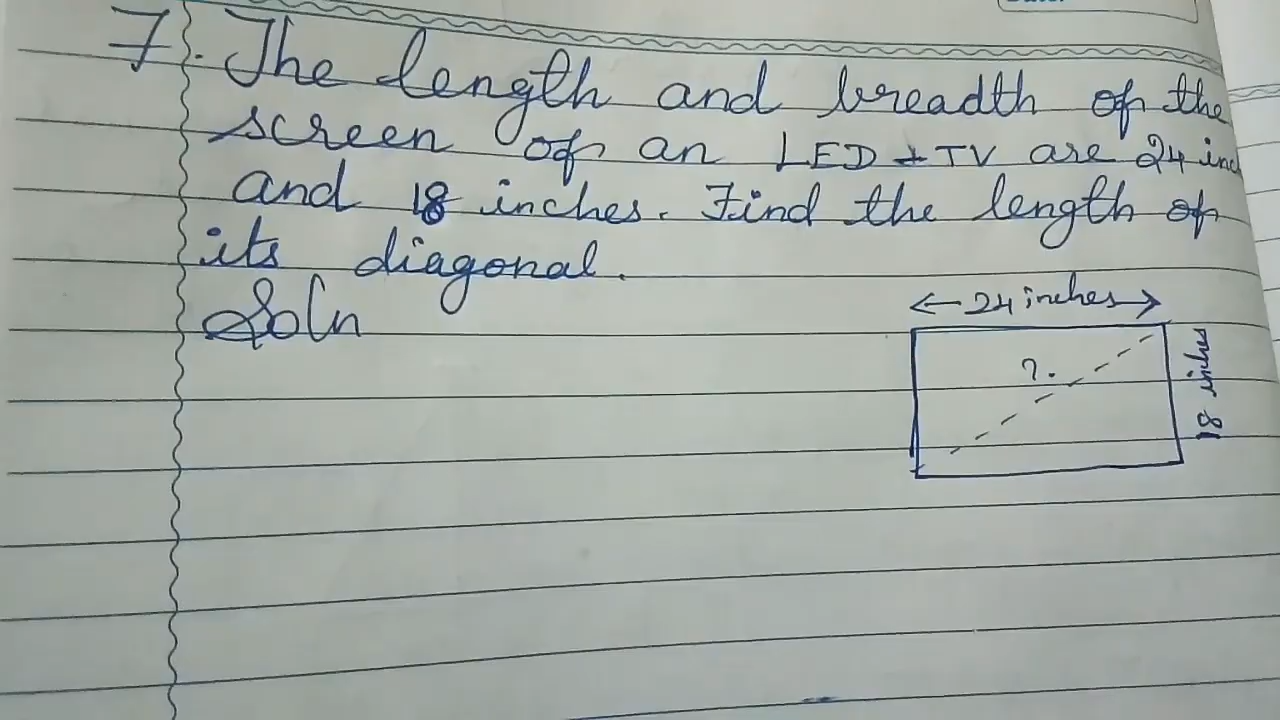 7. The length and breadth of the
screen of an LED TV are 24 inc
and 18 inches. Find the length of
its diagonal.
Soln
24 inches
?.
18 inches